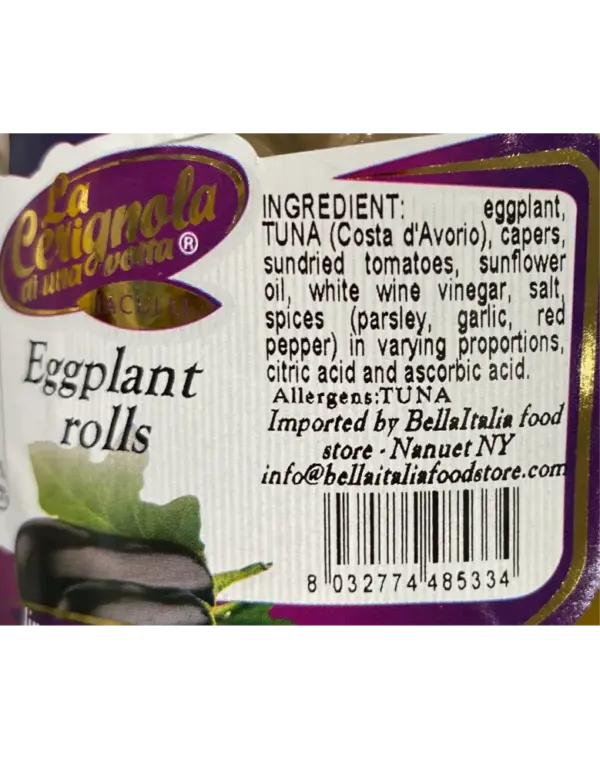 La
Cerignola
di una volta ®
Eggplant
rolls
INGREDIENT: eggplant,
TUNA (Costa d'Avorio), capers,
sundried tomatoes, sunflower
oil, white wine vinegar, salt,
spices (parsley, garlic, red
pepper) in varying proportions,
citric acid and ascorbic acid.
Allergens:TUNA
Imported by BellaItalia food
store - Nanuet NY
info@bellaitaliafoodstore.com
8 032774 485334